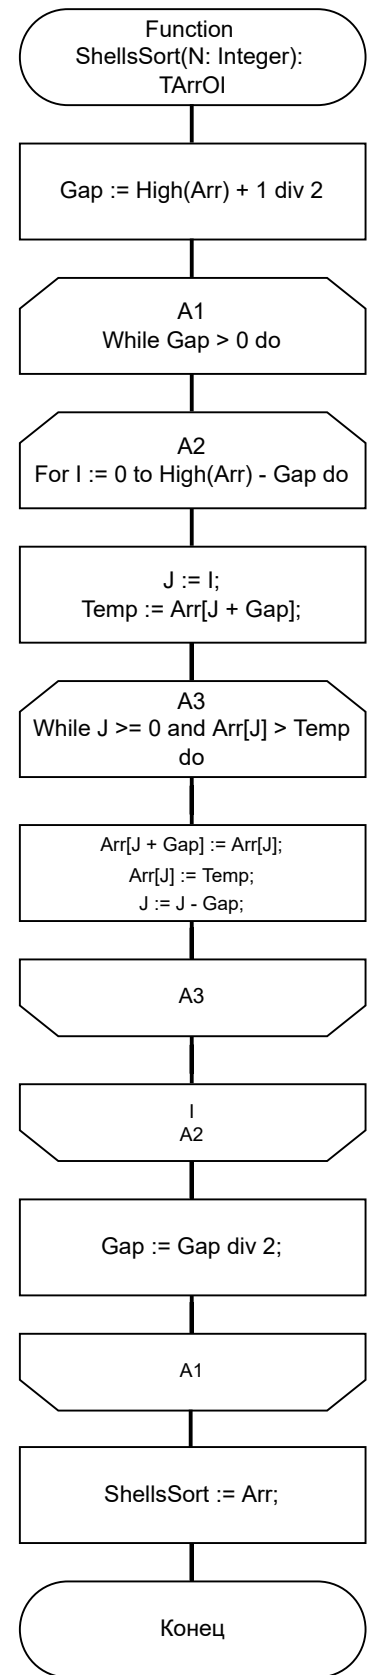 Function
ShellsSort(N: Integer):
TArrOI
Gap := High(Arr) + 1 div 2
A1
While Gap > 0 do
A2
For I := 0 to High(Arr) - Gap do
J := I;
Temp := Arr[J + Gap];
A3
While J >= 0 and Arr[J] > Temp
do
Arr[J + Gap] := Arr[J];
Arr[J] := Temp;
J := J - Gap;
A3
I
A2
Gap := Gap div 2;
A1
ShellsSort := Arr;
Конец